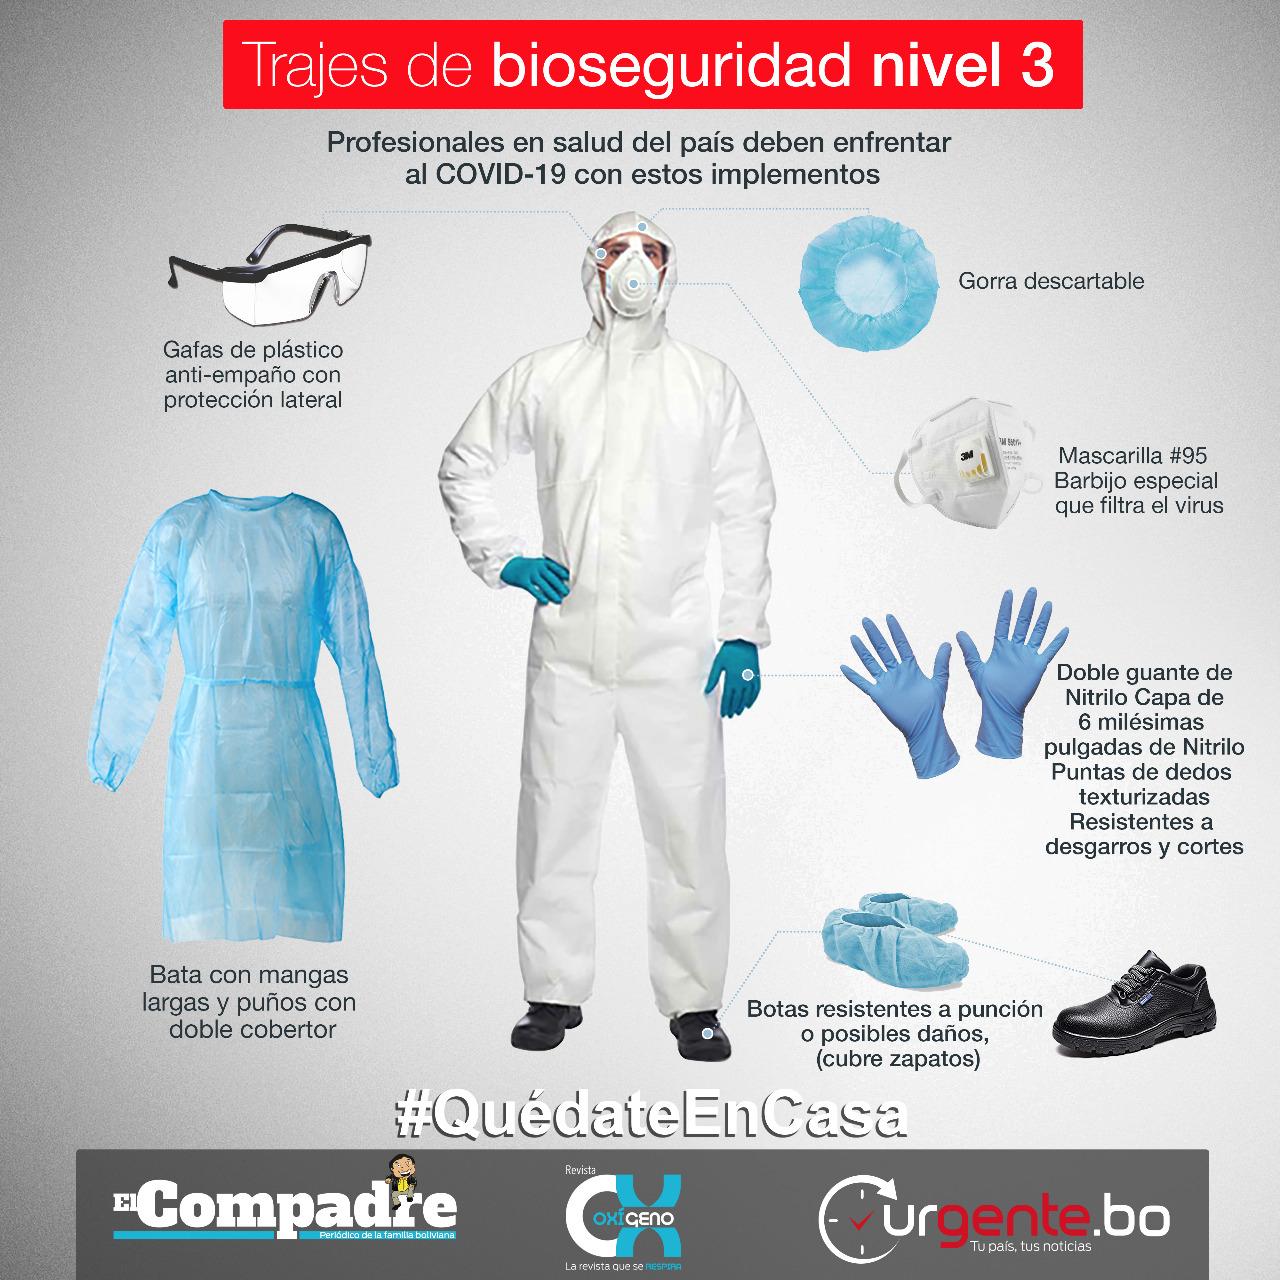 Trajes de bioseguridad nivel 3
Profesionales en salud del país deben enfrentar
al COVID-19 con estos implementos
Gafas de plástico
anti-empaño con
protección lateral
Gorra descartable
3M
Mascarilla #95
Barbijo especial
que filtra el virus
Doble guante de
Nitrilo Capa de
6 milésimas
pulgadas de Nitrilo
Puntas de dedos
texturizadas
Resistentes a
desgarros y cortes
Bata con mangas
largas y puños con
doble cobertor
Botas resistentes a punción
o posibles daños,
(cubre zapatos)
#QuédateEnCasa
El Compadre
Periódico de la familia boliviana
Revista
OXÍGENO
La revista que se RESPIRA
urgente.bo
Tu país, tus noticias